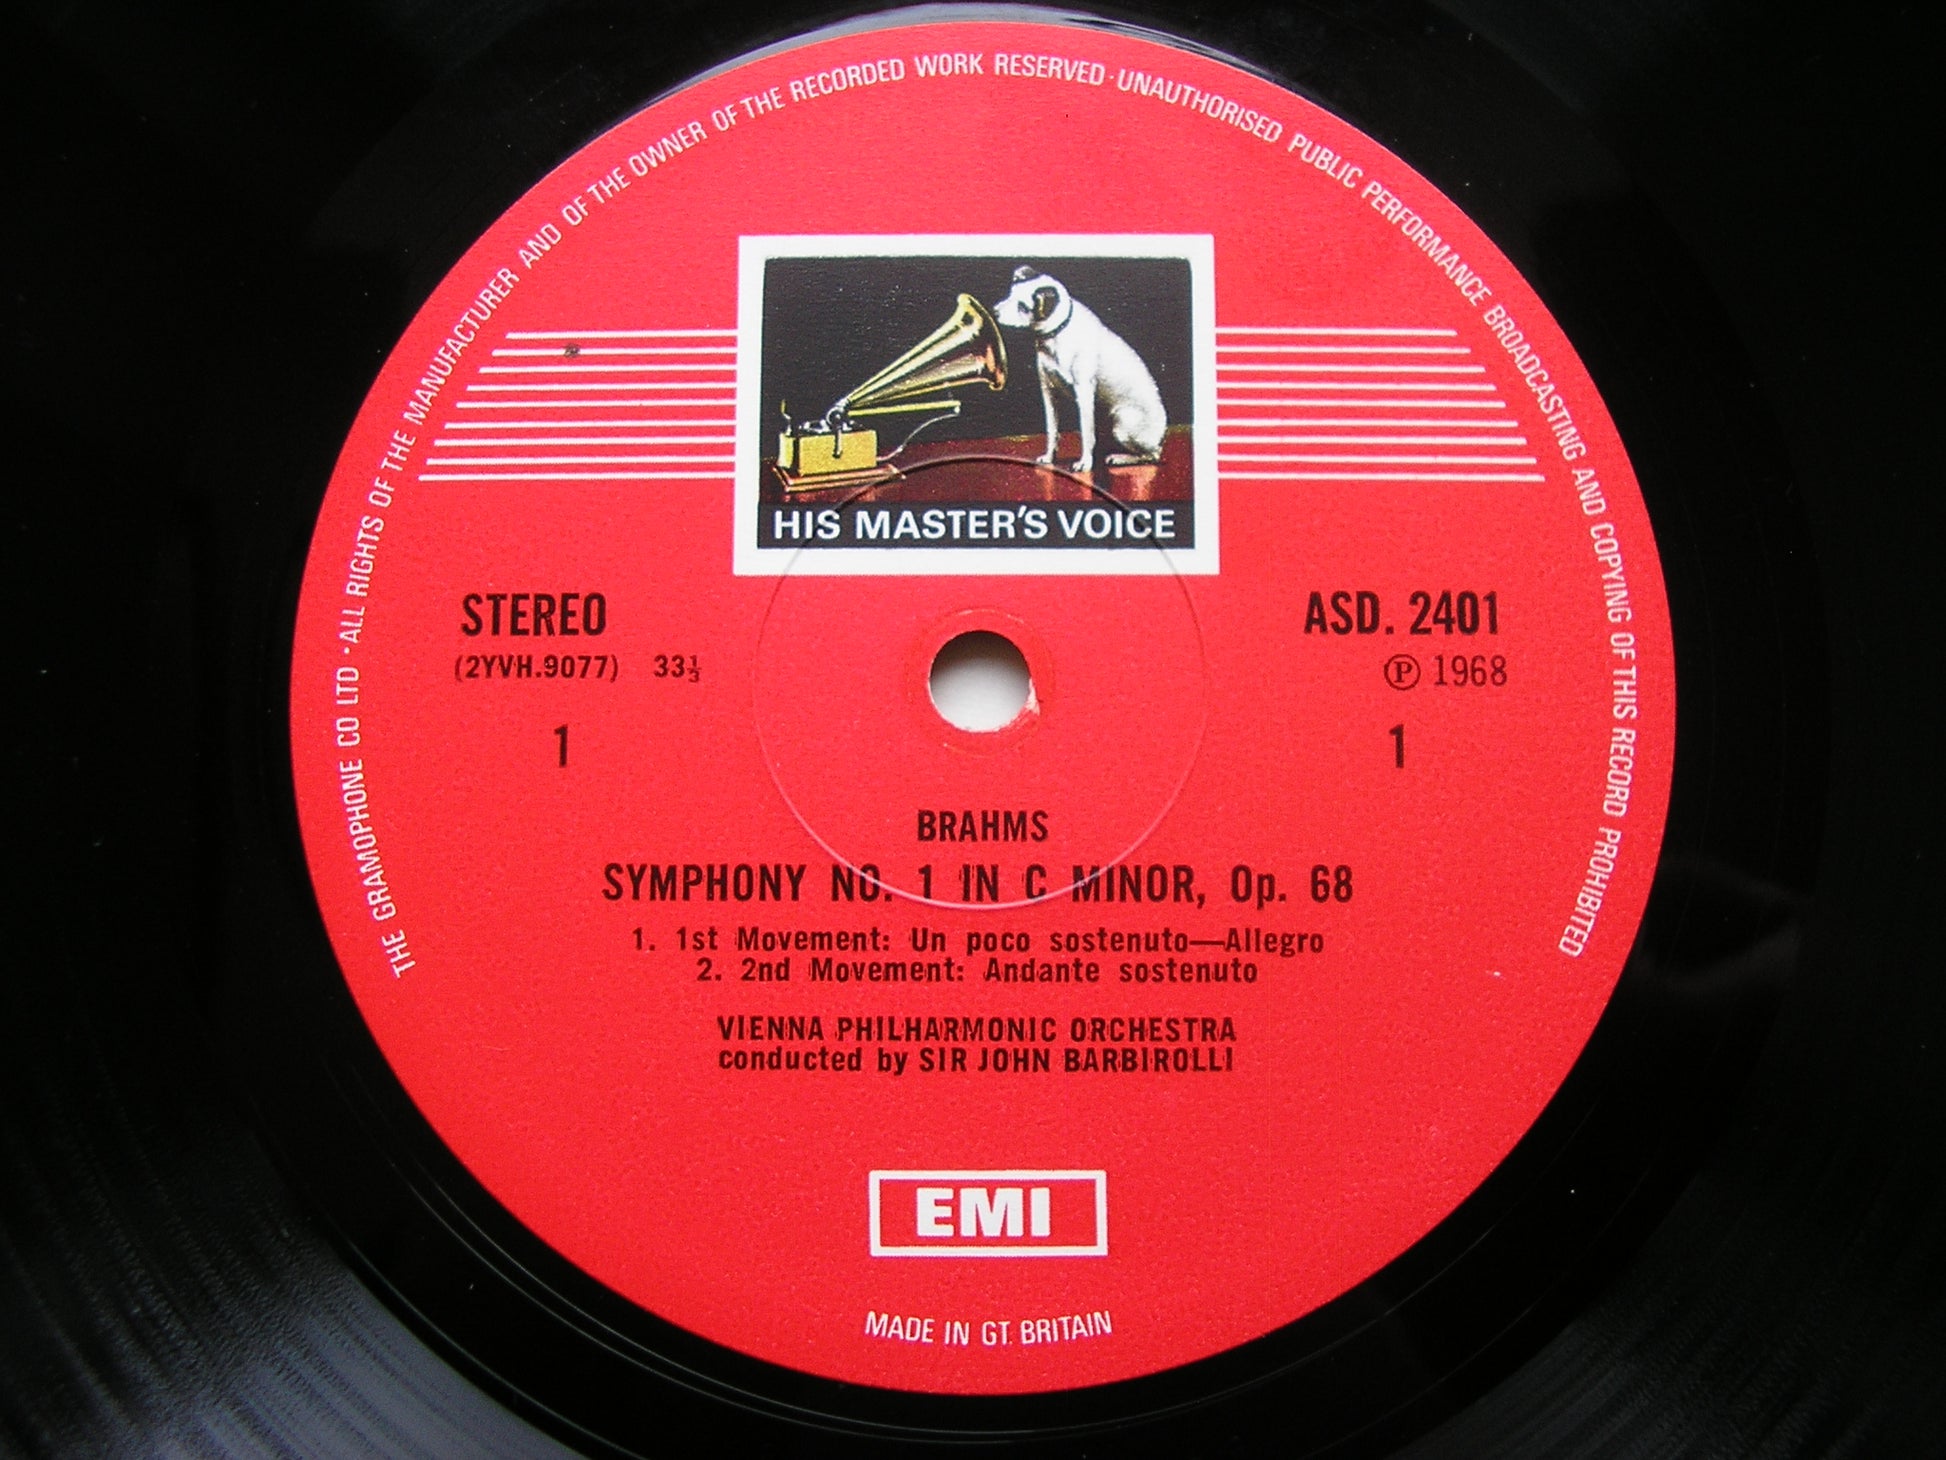 THE GRAMOPHONE CO LTD · ALL RIGHTS OF THE MANUFACTURER AND OF THE OWNER OF THE RECORDED WORK RESERVED · UNAUTHORISED PUBLIC PERFORMANCE BROADCASTING AND COPYING OF THIS RECORD PROHIBITED
HIS MASTER'S VOICE
STEREO
(2YVH.9077) 33⅓
1
ASD. 2401
Ⓟ 1968
1
BRAHMS
SYMPHONY NO. 1 IN C MINOR, Op. 68
1. 1st Movement: Un poco sostenuto—Allegro
2. 2nd Movement: Andante sostenuto
VIENNA PHILHARMONIC ORCHESTRA
conducted by SIR JOHN BARBIROLLI
EMI
MADE IN GT. BRITAIN